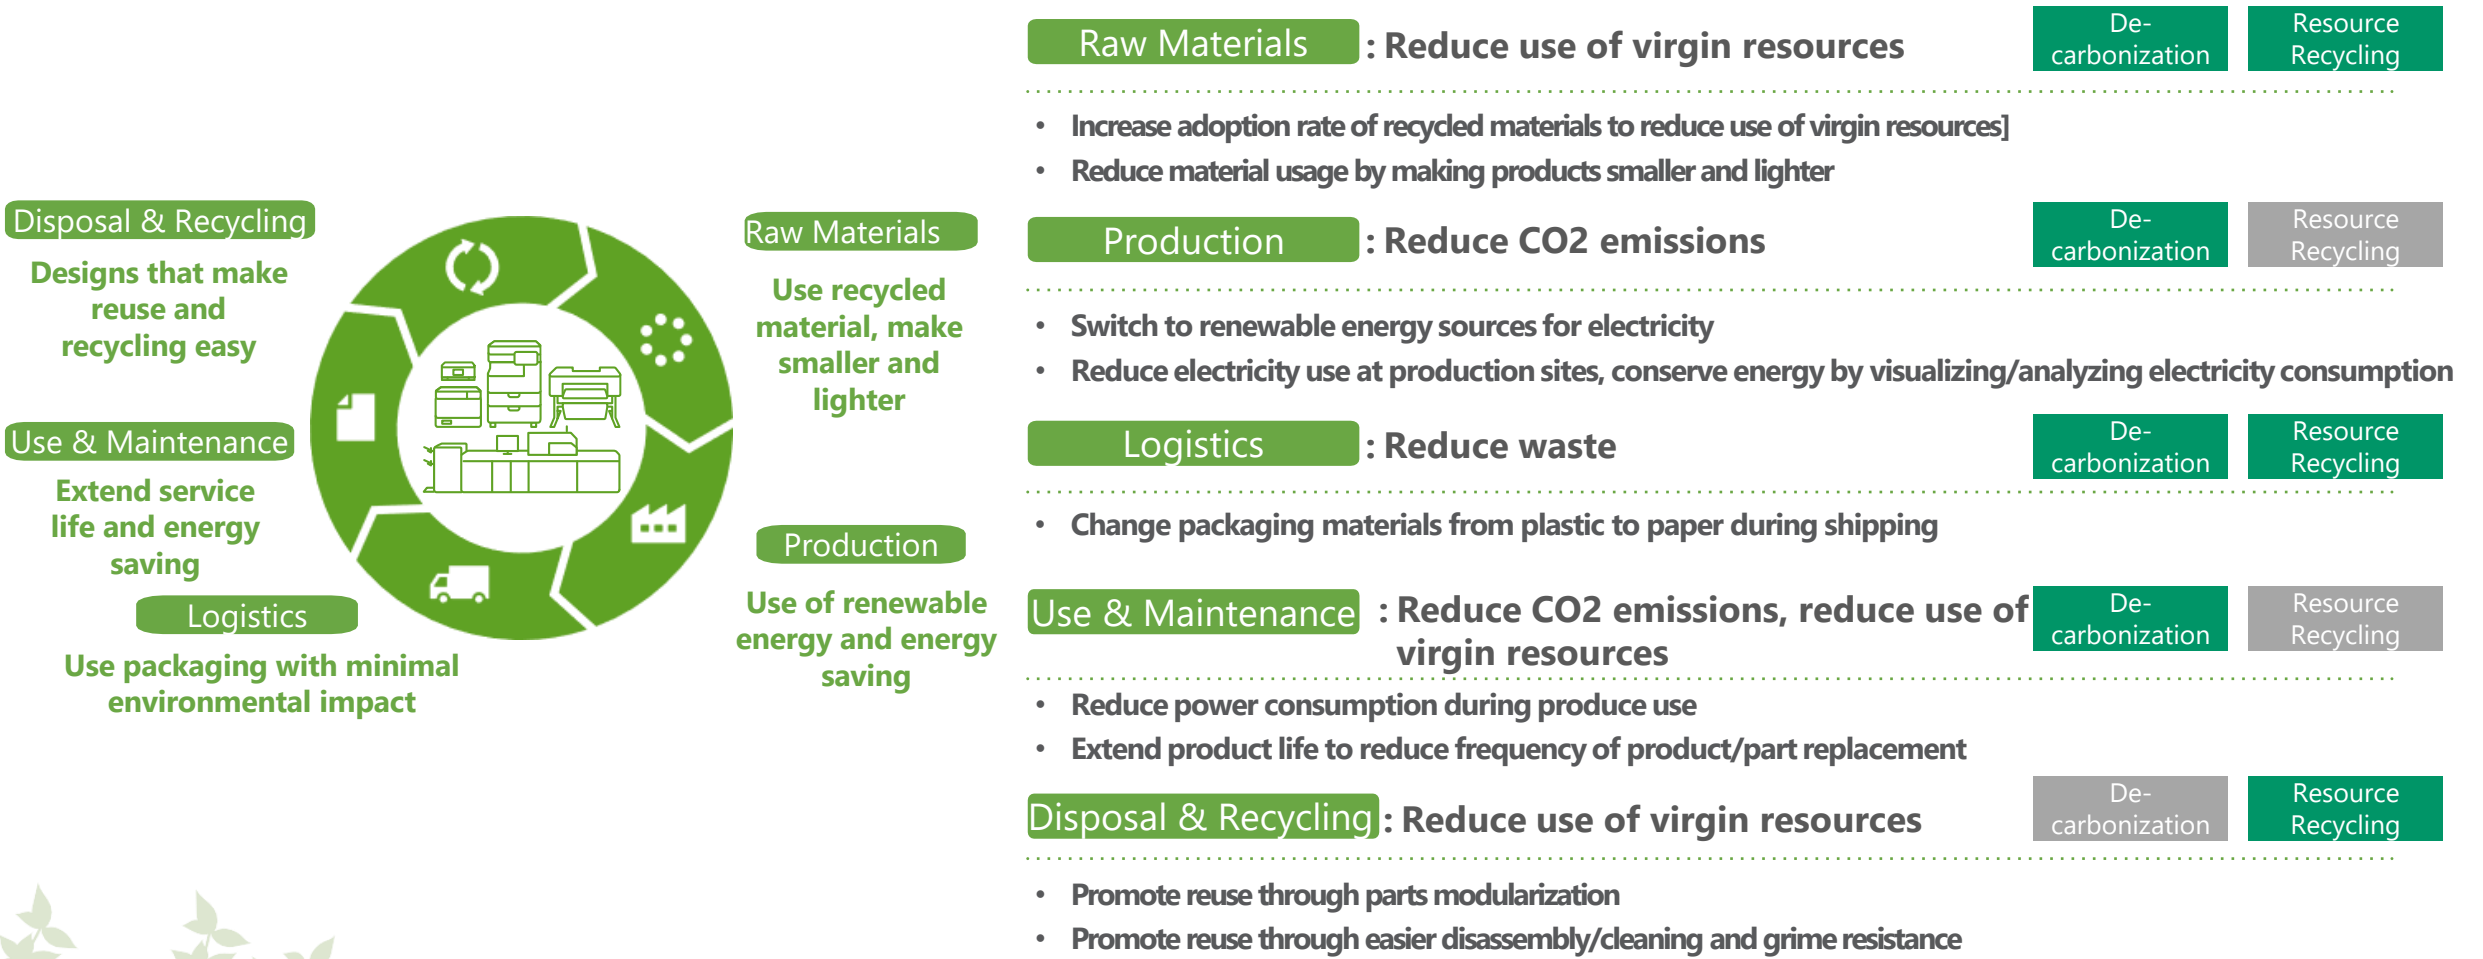 Disposal & Recycling
Designs that make
reuse and
recycling easy
Use & Maintenance
Extend service
life and energy
saving
Logistics
Use packaging with minimal
environmental impact
Raw Materials
Use recycled
material, make
smaller and
lighter
Production
Use of renewable
energy and energy
saving
Raw Materials : Reduce use of virgin resources
De-
carbonization
Resource
Recycling
• Increase adoption rate of recycled materials to reduce use of virgin resources]
• Reduce material usage by making products smaller and lighter
Production : Reduce CO2 emissions
De-
carbonization
Resource
Recycling
• Switch to renewable energy sources for electricity
• Reduce electricity use at production sites, conserve energy by visualizing/analyzing electricity consumption
Logistics : Reduce waste
De-
carbonization
Resource
Recycling
• Change packaging materials from plastic to paper during shipping
Use & Maintenance : Reduce CO2 emissions, reduce use of
virgin resources
De-
carbonization
Resource
Recycling
• Reduce power consumption during produce use
• Extend product life to reduce frequency of product/part replacement
Disposal & Recycling : Reduce use of virgin resources
De-
carbonization
Resource
Recycling
• Promote reuse through parts modularization
• Promote reuse through easier disassembly/cleaning and grime resistance